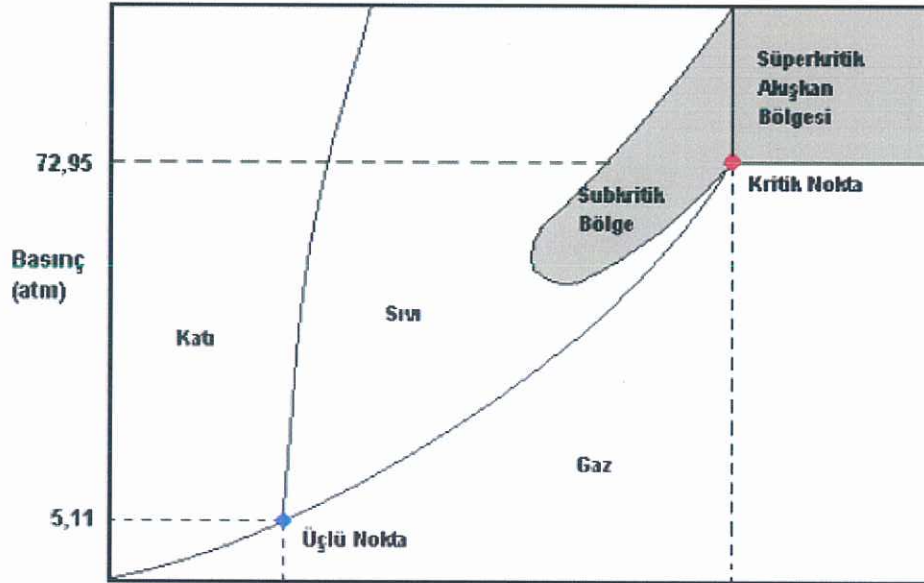 Süperkritik
Akışkan
Bölgesi
72,95
Kritik Nokta
Subkritik
Bölge
Basınç
(atm)
Sıvı
Katı
Gaz
5,11
Üçlü Nokta